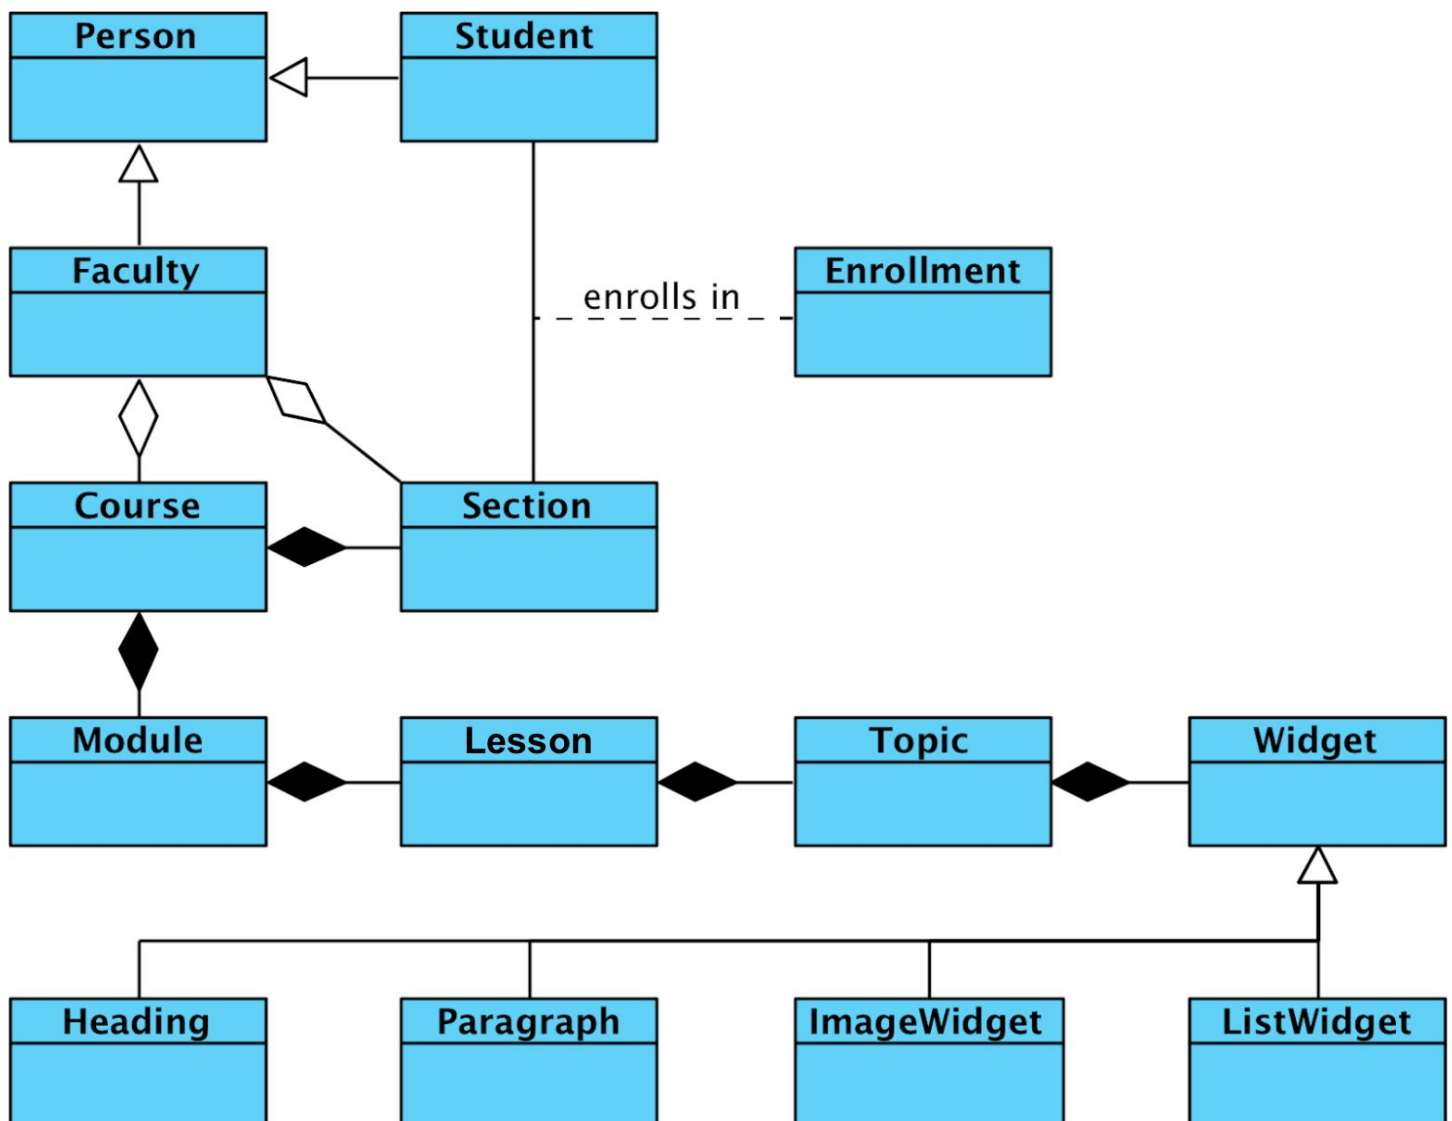 Person
Student
Faculty
Enrollment
enrolls in
Course
Section
Module
Lesson
Topic
Widget
Heading
Paragraph
ImageWidget
ListWidget